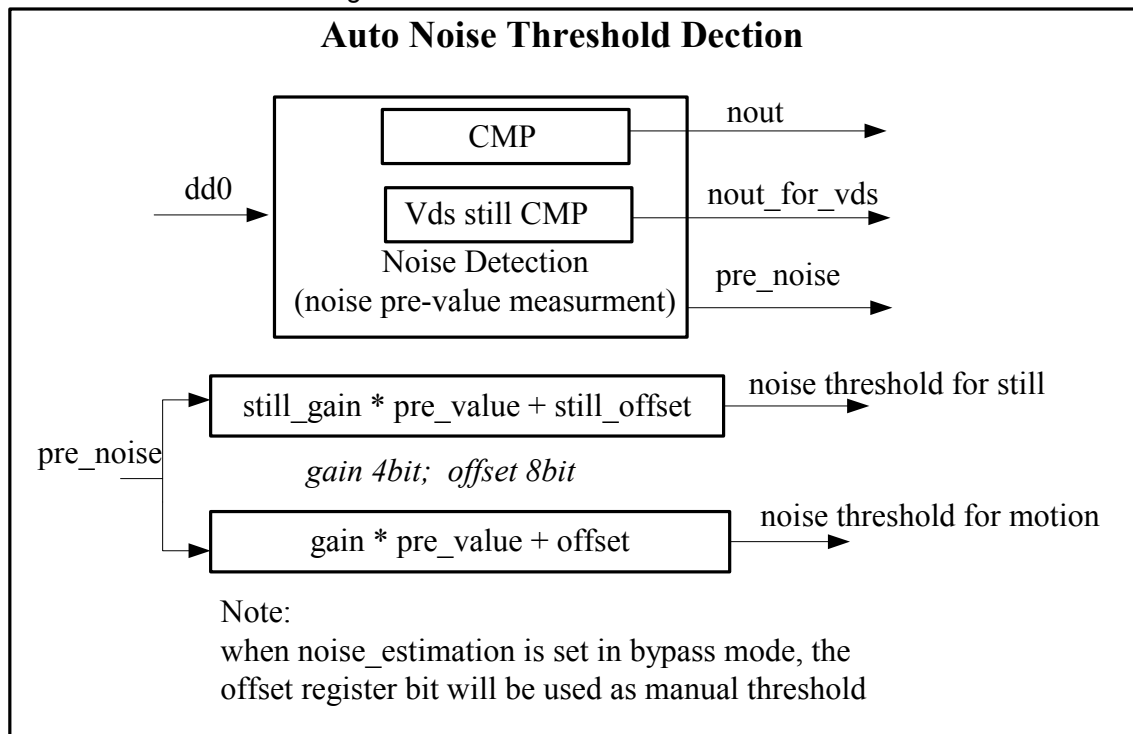 Auto Noise Threshold Dection
CMP
nout
dd0
Vds still CMP
nout_for_vds
Noise Detection
(noise pre-value measurment)
pre_noise
still_gain * pre_value + still_offset
noise threshold for still
pre_noise
gain 4bit; offset 8bit
gain * pre_value + offset
noise threshold for motion
Note:
when noise_estimation is set in bypass mode, the
offset register bit will be used as manual threshold